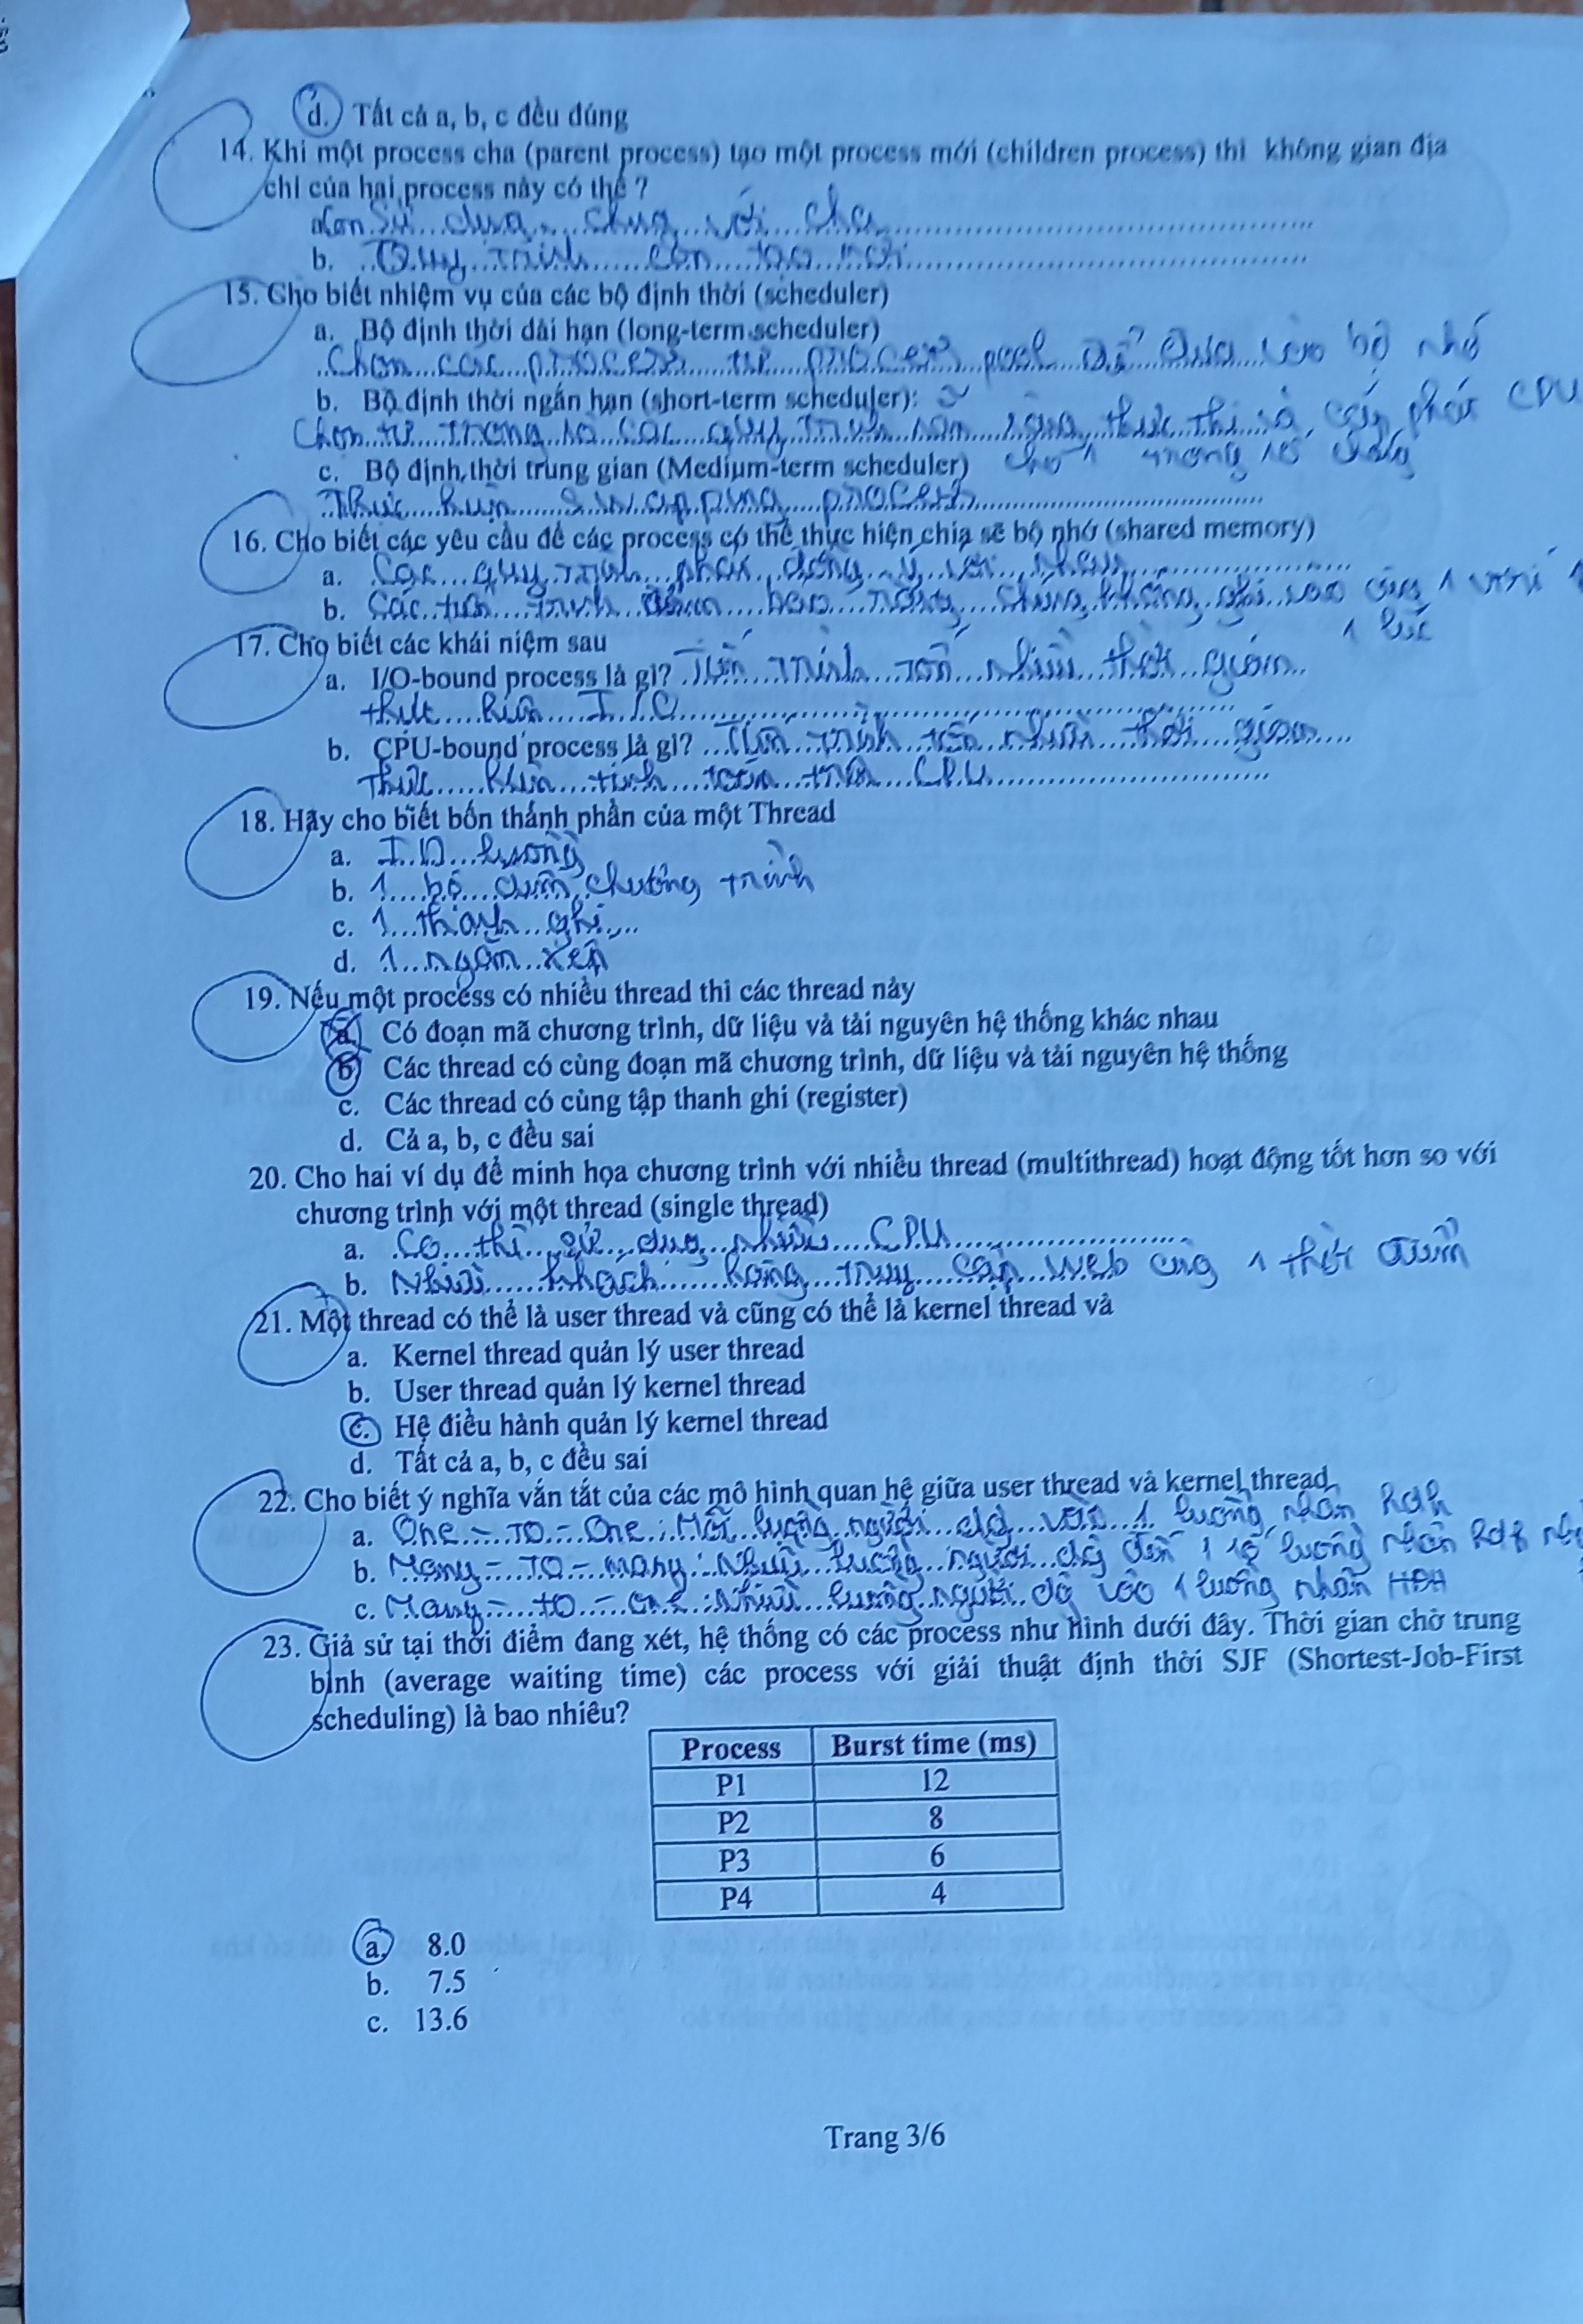 d. Tất cả a, b, c đều đúng
14. Khi một process cha (parent process) tạo một process mới (children process) thì không gian địa
chỉ của hai process này có thể ?
Con Sử dụng chung với cha
b. Quy trình con tạo mới
15. Cho biết nhiệm vụ của các bộ định thời (scheduler)
a. Bộ định thời dài hạn (long-term scheduler)
Chọn các process từ process pool để đưa vào bộ nhớ
b. Bộ định thời ngắn hạn (short-term scheduler):
Chọn từ trong số các quy trình sẵn sàng thực thi và cấp phát CPU
cho 1 trong số chúng
c. Bộ định thời trung gian (Medium-term scheduler)
Thực hiện swapping process
16. Cho biết các yêu cầu để các process có thể thực hiện chia sẽ bộ nhớ (shared memory)
a. Các quy trình phải đồng ý với nhau
b. Các tiến trình đảm bảo rằng chúng không ghi vào cùng 1 vị trí 1
1 lúc
17. Cho biết các khái niệm sau
a. I/O-bound process là gì? Tiến trình tốn nhiều thời gian
thực hiện I/O
b. CPU-bound process là gì? Tiến trình tốn nhiều thời gian
Thực hiện tính toán trên CPU
18. Hãy cho biết bốn thành phần của một Thread
a. ID luồng
b. 1 bộ đếm chương trình
c. 1 thanh ghi
d. 1 ngăn xếp
19. Nếu một process có nhiều thread thì các thread này
a. Có đoạn mã chương trình, dữ liệu và tài nguyên hệ thống khác nhau
b. Các thread có cùng đoạn mã chương trình, dữ liệu và tài nguyên hệ thống
c. Các thread có cùng tập thanh ghi (register)
d. Cả a, b, c đều sai
20. Cho hai ví dụ để minh họa chương trình với nhiều thread (multithread) hoạt động tốt hơn so với
chương trình với một thread (single thread)
a. Có thể sử dụng nhiều CPU
b. Nhiều khách hàng truy cập web cùng 1 thời điểm
21. Một thread có thể là user thread và cũng có thể là kernel thread và
a. Kernel thread quản lý user thread
b. User thread quản lý kernel thread
c. Hệ điều hành quản lý kernel thread
d. Tất cả a, b, c đều sai
22. Cho biết ý nghĩa vắn tắt của các mô hình quan hệ giữa user thread và kernel thread
a. One - TO - One : Mỗi luồng người dùng vào 1 luồng nhân HĐH
b. Many - TO - many : Nhiều luồng người dùng đến 1 số luồng nhân HĐH
c. Many - to - one : Nhiều luồng người dùng vào 1 luồng nhân HĐH
23. Giả sử tại thời điểm đang xét, hệ thống có các process như hình dưới đây. Thời gian chờ trung
bình (average waiting time) các process với giải thuật định thời SJF (Shortest-Job-First
scheduling) là bao nhiêu?
Process Burst time (ms)
P1 12
P2 8
P3 6
P4 4
a. 8.0
b. 7.5
c. 13.6
Trang 3/6